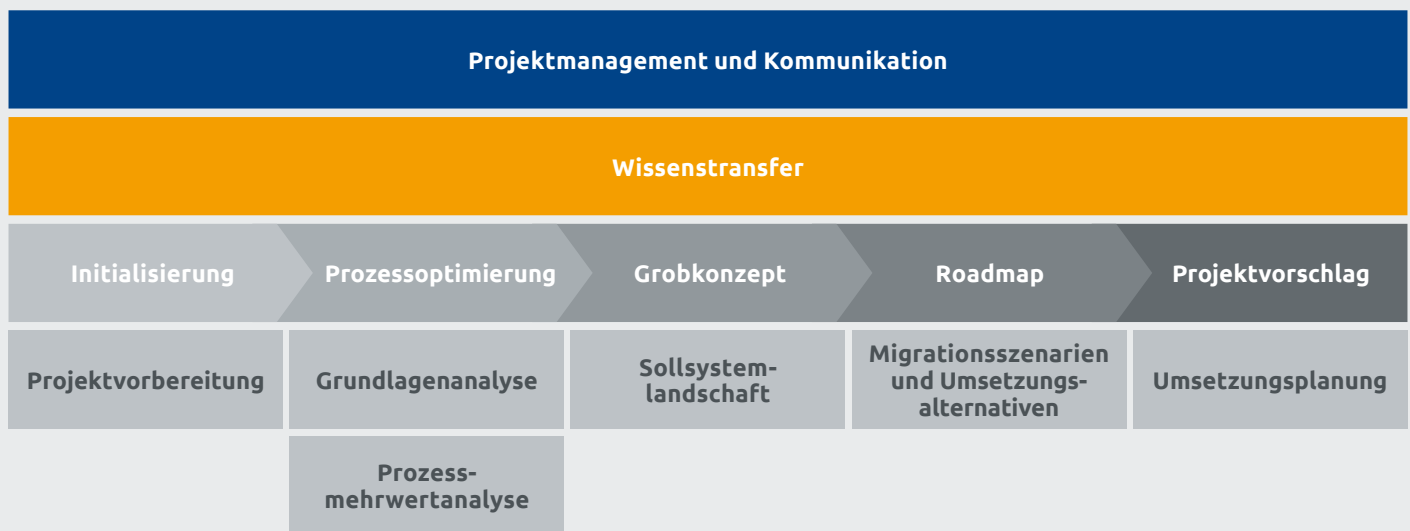 Projektmanagement und Kommunikation
Wissenstransfer
Initialisierung
Prozessoptimierung
Grobkonzept
Roadmap
Projektvorschlag
Projektvorbereitung
Grundlagenanalyse
Sollsystem-
landschaft
Migrationsszenarien
und Umsetzungs-
alternativen
Umsetzungsplanung
Prozess-
mehrwertanalyse